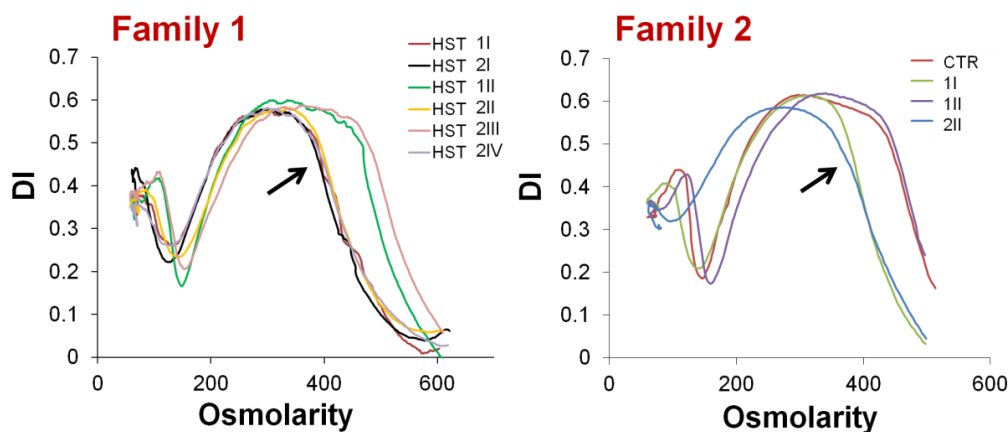 Family 1
HST 1I
HST 2I
HST 1II
HST 2II
HST 2III
HST 2IV
DI
0.7
0.6
0.5
0.4
0.3
0.2
0.1
0
0
200
400
600
Osmolarity
Family 2
CTR
1I
1II
2II
DI
0.7
0.6
0.5
0.4
0.3
0.2
0.1
0
0
200
400
600
Osmolarity